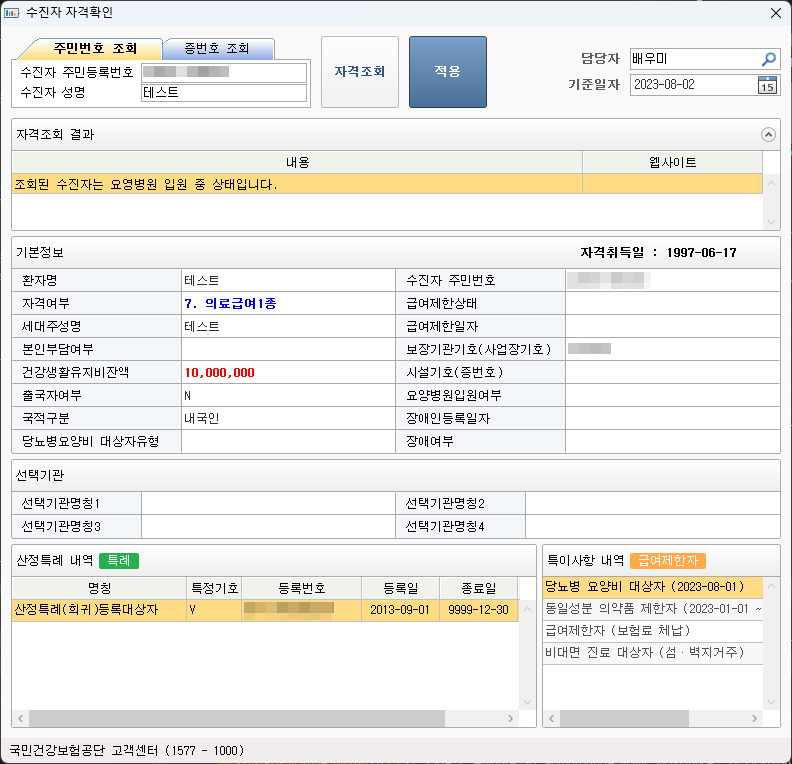 수진자 자격확인
주민번호 조회 증번호 조회
수진자 주민등록번호
수진자 성명 테스트
자격조회
적용
담당자 배우미
기준일자 2023-08-02 15
자격조회 결과
내용 웹사이트
조회된 수진자는 요영병원 입원 중 상태입니다.
기본정보 자격취득일 : 1997-06-17
환자명 테스트 수진자 주민번호
자격여부 7. 의료급여1종 급여제한상태
세대주성명 테스트 급여제한일자
본인부담여부 보장기관기호(사업장기호)
건강생활유지비잔액 10,000,000 시설기호(증번호)
출국자여부 N 요양병원입원여부
국적구분 내국인 장애인등록일자
당뇨병요양비 대상자유형 장애여부
선택기관
선택기관명칭1 선택기관명칭2
선택기관명칭3 선택기관명칭4
산정특례 내역 특례
명칭 특정기호 등록번호 등록일 종료일
산정특례(희귀)등록대상자 V 2013-09-01 9999-12-30
특이사항 내역 급여제한자
당뇨병 요양비 대상자 (2023-08-01)
동일성분 의약품 제한자 (2023-01-01 ~
급여제한자 (보험료 체납)
비대면 진료 대상자 (섬·벽지거주)
국민건강보험공단 고객센터 (1577 - 1000)